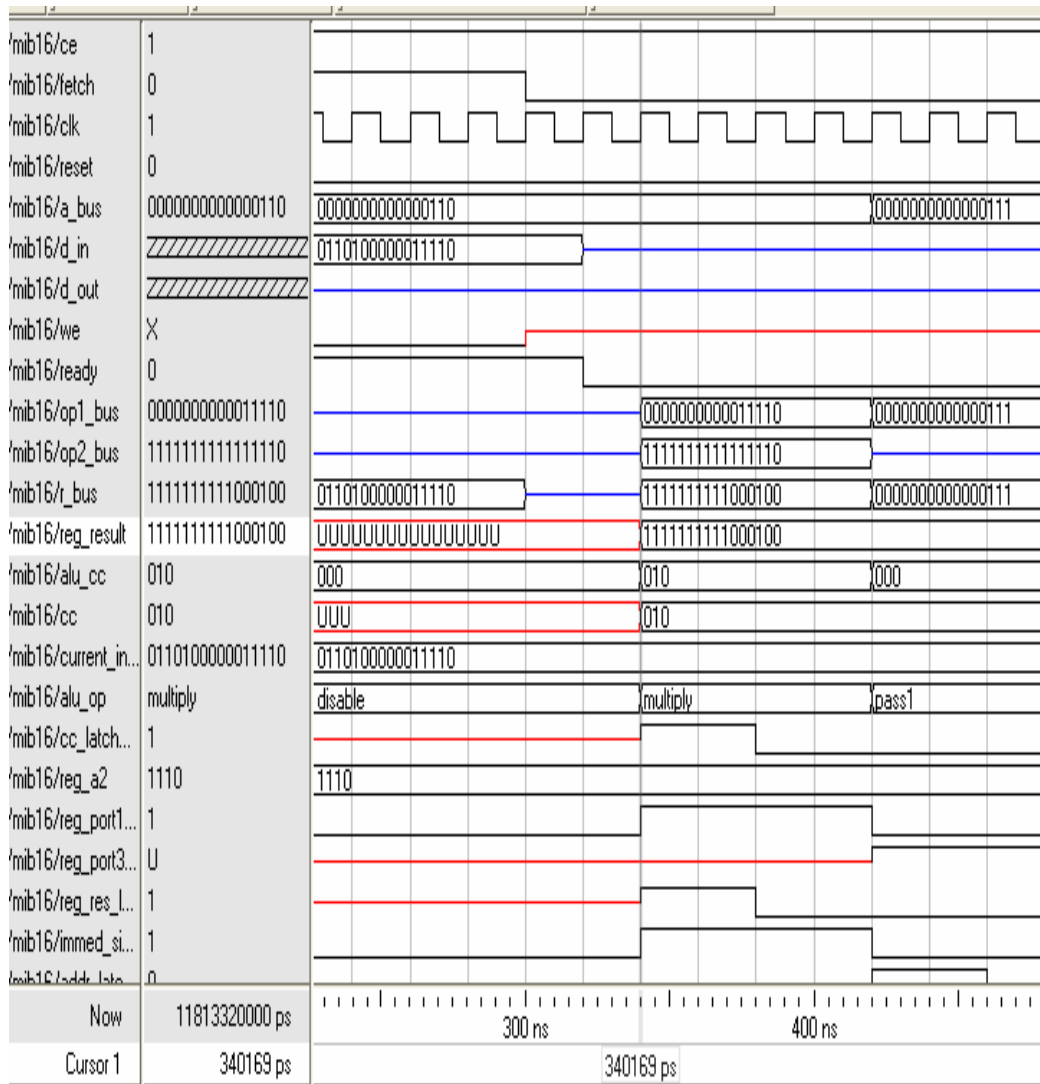 /mib16/ce 1
/mib16/fetch 0
/mib16/clk 1
/mib16/reset 0
/mib16/a_bus 0000000000000110 0000000000000110 0000000000000111
/mib16/d_in 0110100000011110
/mib16/d_out
/mib16/we X
/mib16/ready 0
/mib16/op1_bus 0000000000011110 0000000000011110 0000000000000111
/mib16/op2_bus 1111111111111110 1111111111111110
/mib16/r_bus 1111111111000100 0110100000011110 1111111111000100 0000000000000111
/mib16/reg_result 1111111111000100 UUUUUUUUUUUUUUUU 1111111111000100
/mib16/alu_cc 010 000 010 000
/mib16/cc 010 UUU 010
/mib16/current_in... 0110100000011110 0110100000011110
/mib16/alu_op multiply disable multiply pass1
/mib16/cc_latch... 1
/mib16/reg_a2 1110 1110
/mib16/reg_port1... 1
/mib16/reg_port3... U
/mib16/reg_res_l... 1
/mib16/immed_si... 1
/mib16/addr_late 0
Now 11813320000 ps 300 ns 400 ns
Cursor 1 340169 ps 340169 ps